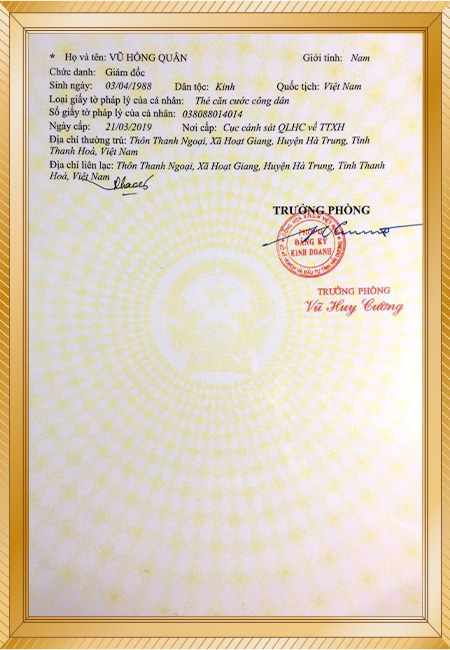 * Họ và tên: VŨ HỒNG QUÂN Giới tính: Nam
Chức danh: Giám đốc
Sinh ngày: 03/04/1988 Dân tộc: Kinh Quốc tịch: Việt Nam
Loại giấy tờ pháp lý của cá nhân: Thẻ căn cước công dân
Số giấy tờ pháp lý của cá nhân: 038088014014
Ngày cấp: 21/03/2019 Nơi cấp: Cục cảnh sát QLHC về TTXH
Địa chỉ thường trú: Thôn Thanh Ngoại, Xã Hoạt Giang, Huyện Hà Trung, Tỉnh
Thanh Hoá, Việt Nam
Địa chỉ liên lạc: Thôn Thanh Ngoại, Xã Hoạt Giang, Huyện Hà Trung, Tỉnh Thanh
Hoá, Việt Nam
TRƯỞNG PHÒNG
PHÒNG
ĐĂNG KÝ
KINH DOANH
TRƯỞNG PHÒNG
Vũ Huy Cường